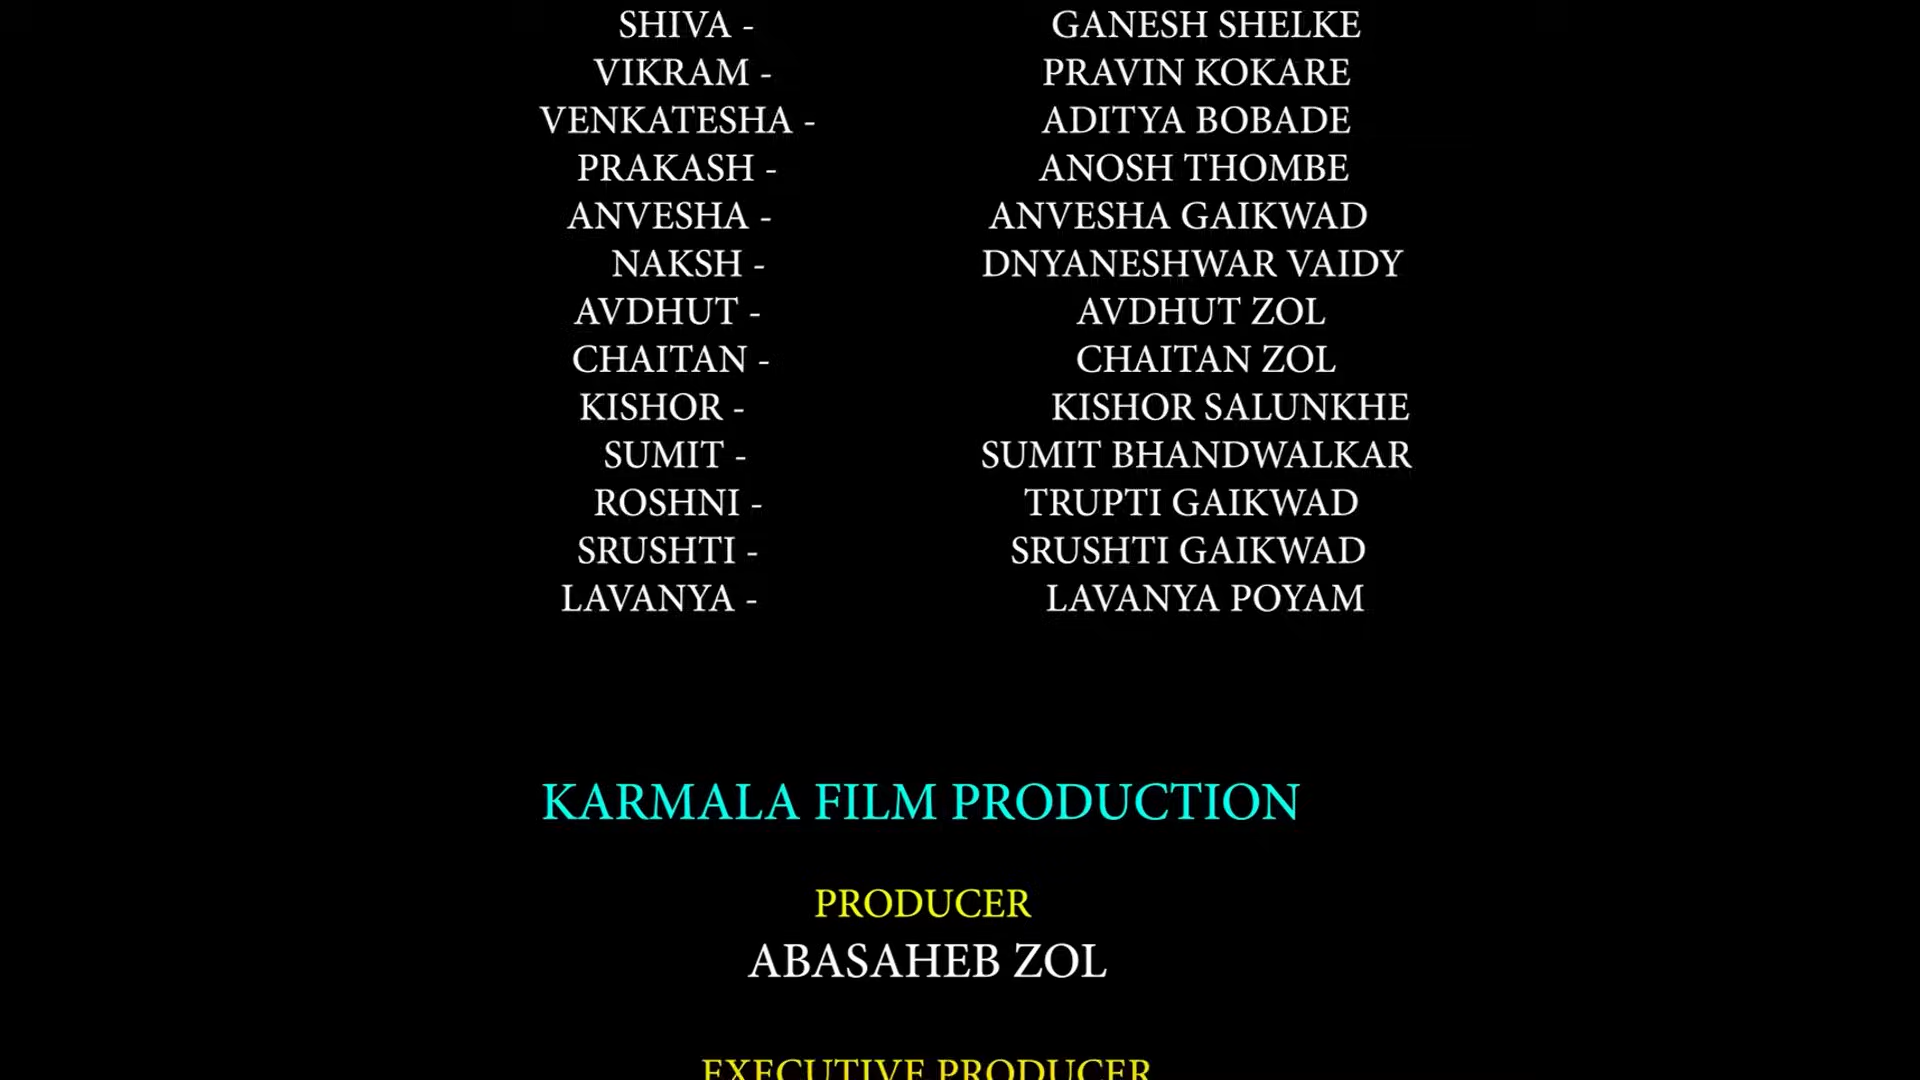 SHIVA - GANESH SHELKE
VIKRAM - PRAVIN KOKARE
VENKATESHA - ADITYA BOBADE
PRAKASH - ANOSH THOMBE
ANVESHA - ANVESHA GAIKWAD
NAKSH - DNYANESHWAR VAIDY
AVDHUT - AVDHUT ZOL
CHAITAN - CHAITAN ZOL
KISHOR - KISHOR SALUNKHE
SUMIT - SUMIT BHANDWALKAR
ROSHNI - TRUPTI GAIKWAD
SRUSHTI - SRUSHTI GAIKWAD
LAVANYA - LAVANYA POYAM
KARMALA FILM PRODUCTION
PRODUCER
ABASAHEB ZOL
EXECUTIVE PRODUCER